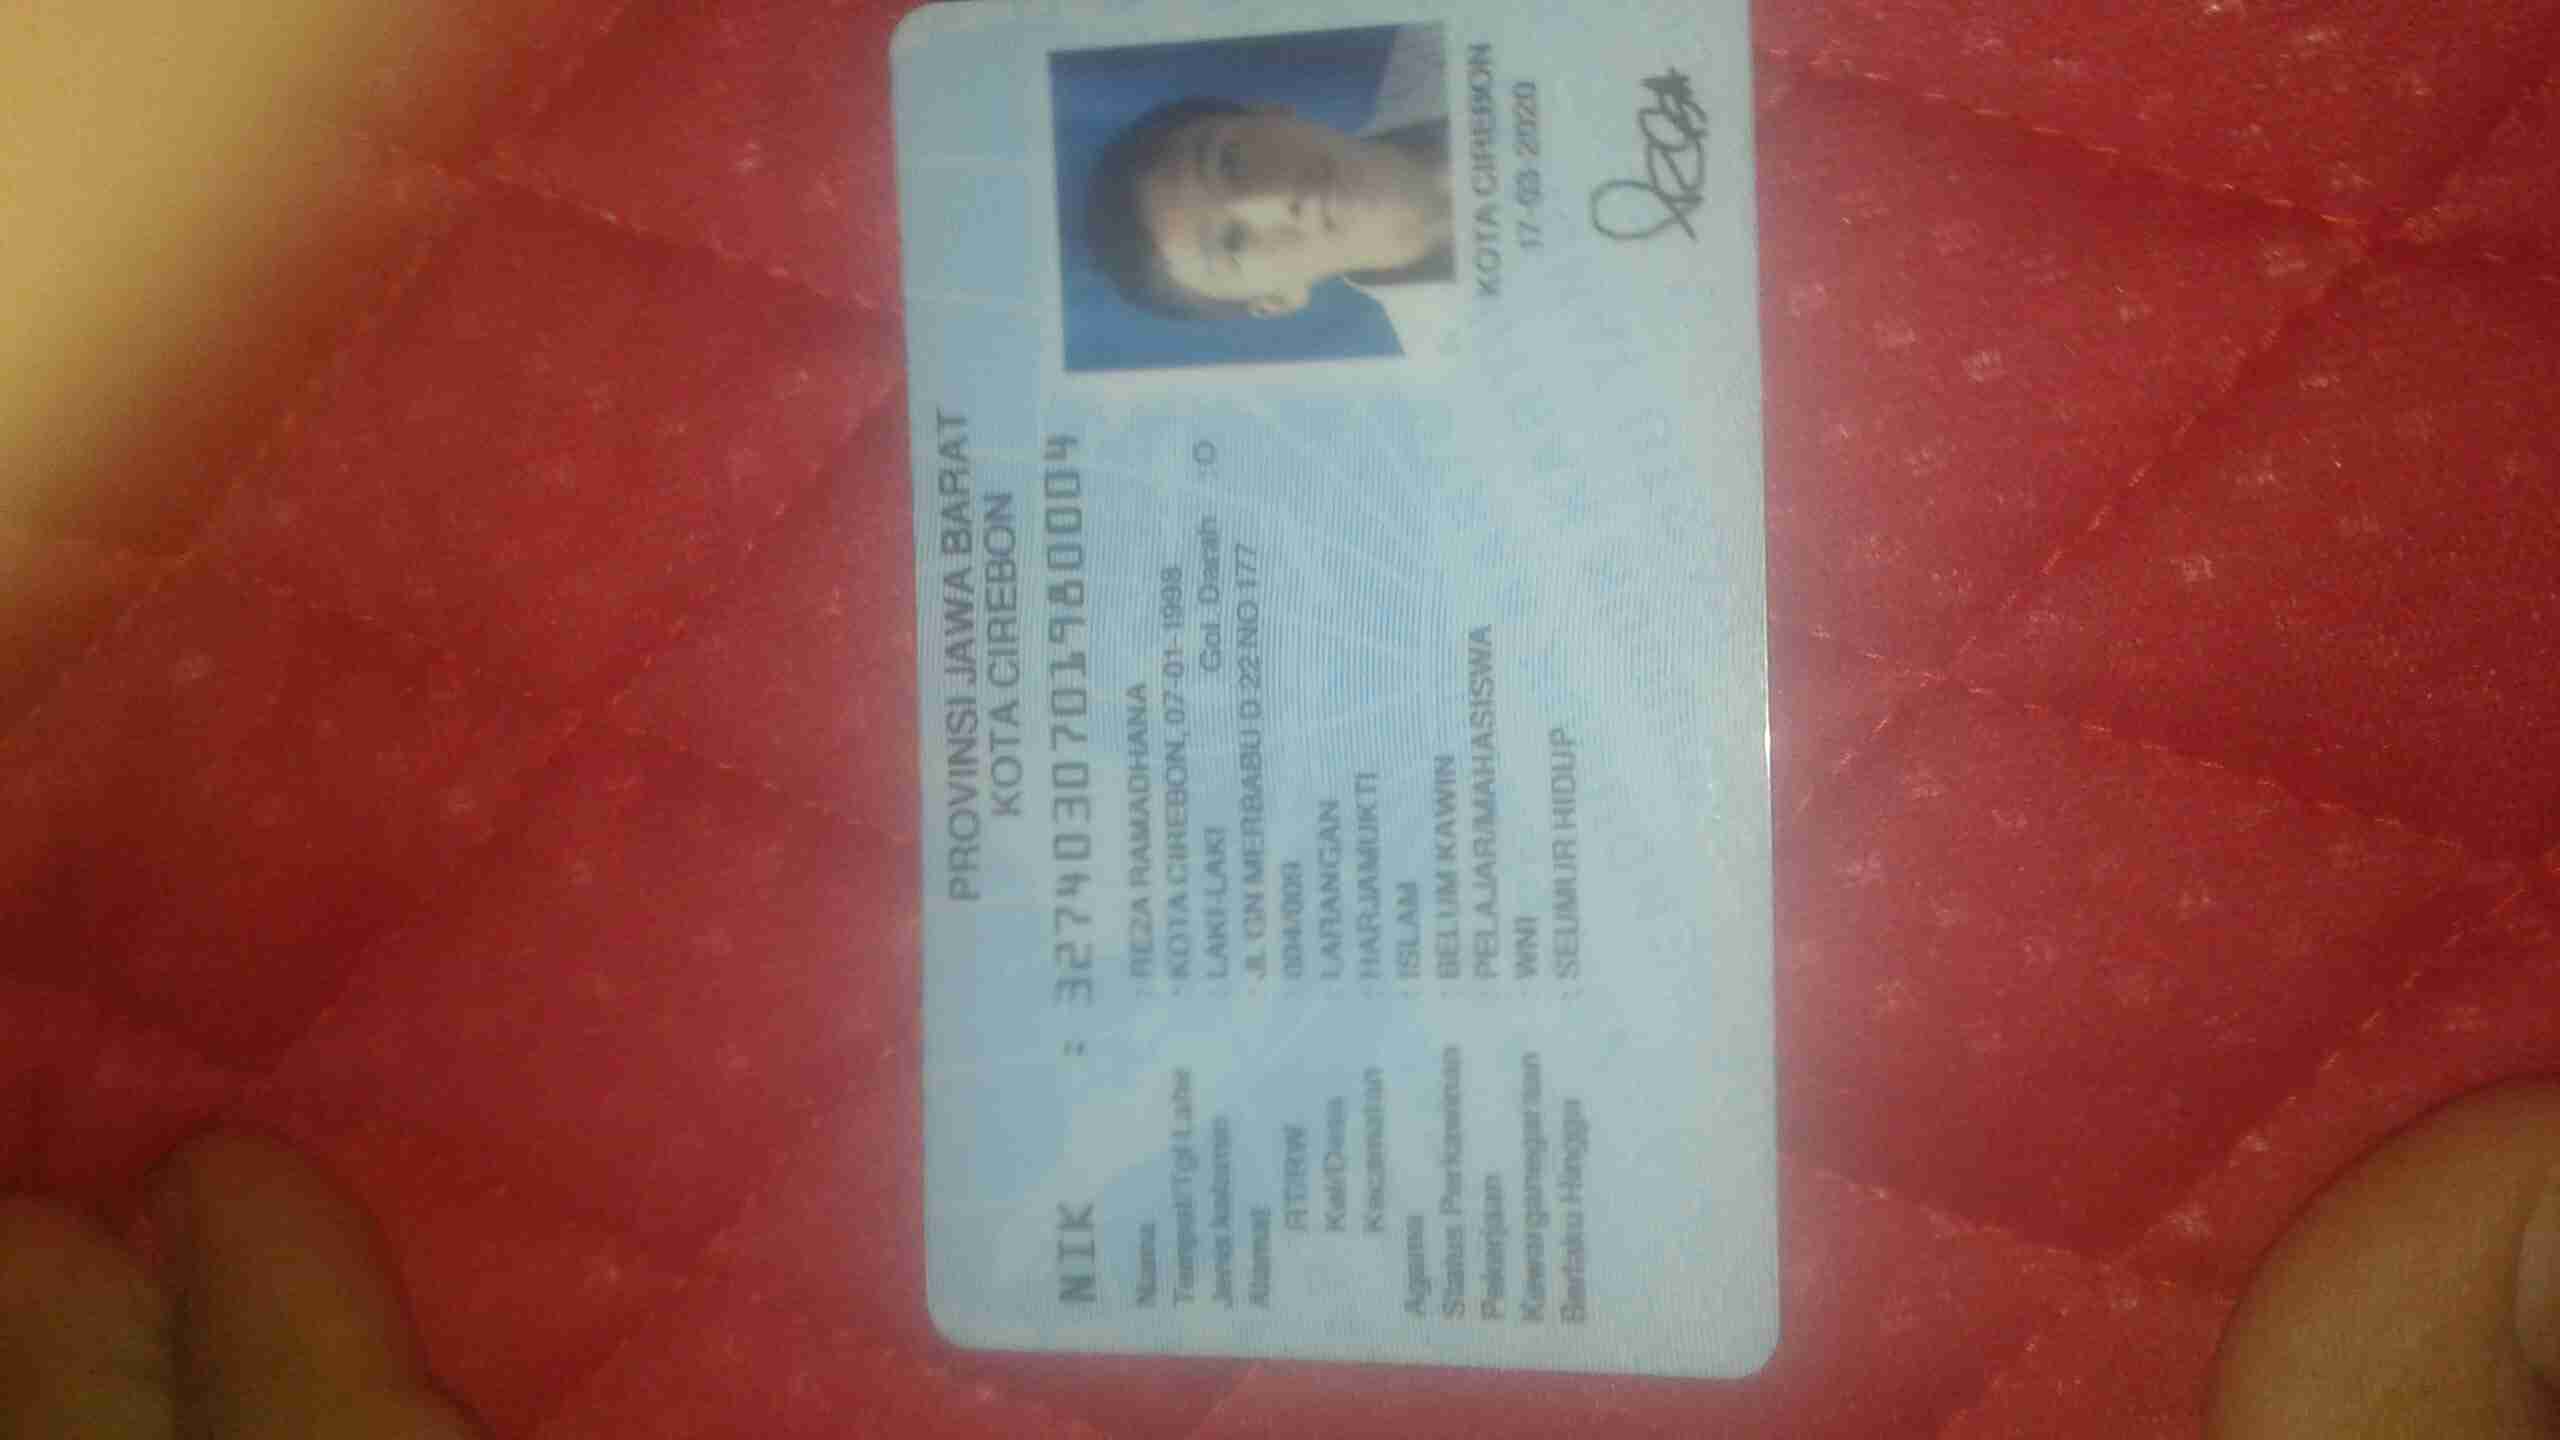 PROVINSI JAWA BARAT
KOTA CIREBON
NIK : 3274030701980004
Nama : REZA RAMADHANA
Tempat/Tgl Lahir : KOTA CIREBON, 07-01-1998
Jenis kelamin : LAKI-LAKI Gol. Darah : O
Alamat : JL GN MERBABU D 22 NO 177
RT/RW : 004/009
Kel/Desa : LARANGAN
Kecamatan : HARJAMUKTI
Agama : ISLAM
Status Perkawinan : BELUM KAWIN
Pekerjaan : PELAJAR/MAHASISWA
Kewarganegaraan : WNI
Berlaku Hingga : SEUMUR HIDUP
KOTA CIREBON
17-03-2020